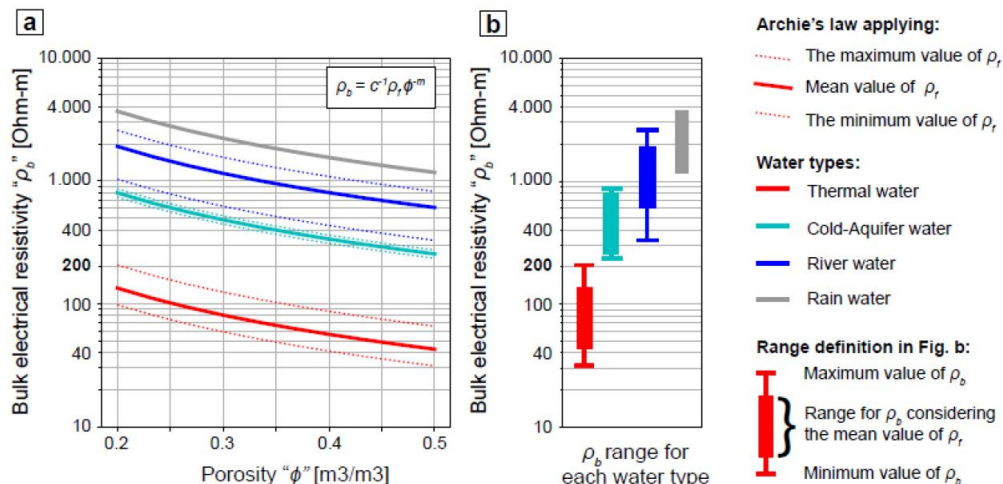 a
Bulk electrical resistivity “ρb” [Ohm-m]
10.000
4.000
1.000
400
200
100
40
10
ρb = c-1ρfϕ-m
0.2
0.3
0.4
0.5
Porosity “ϕ” [m3/m3]
b
Bulk electrical resistivity “ρb” [Ohm-m]
10.000
4.000
1.000
400
200
100
40
10
ρb range for
each water type
Archie's law applying:
The maximum value of ρf
Mean value of ρf
The minimum value of ρf
Water types:
Thermal water
Cold-Aquifer water
River water
Rain water
Range definition in Fig. b:
Maximum value of ρb
Range for ρb considering
the mean value of ρf
Minimum value of ρb